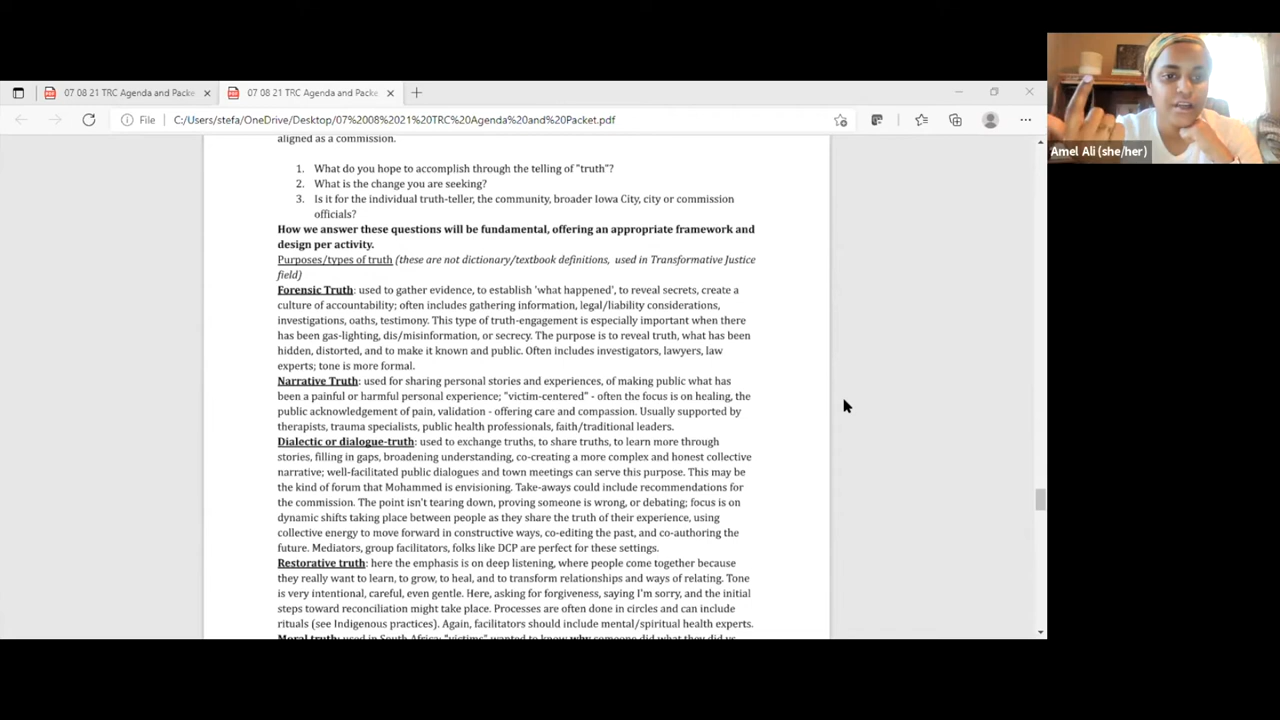 07 08 21 TRC Agenda and Packe
07 08 21 TRC Agenda and Packe
File
C:/Users/stefa/OneDrive/Desktop/07%2008%2021%20TRC%20Agenda%20and%20Packet.pdf
aligned as a commission.
1. What do you hope to accomplish through the telling of "truth"?
2. What is the change you are seeking?
3. Is it for the individual truth-teller, the community, broader Iowa City, city or commission
officials?
How we answer these questions will be fundamental, offering an appropriate framework and
design per activity.
Purposes/types of truth (these are not dictionary/textbook definitions, used in Transformative Justice
field)
Forensic Truth: used to gather evidence, to establish 'what happened', to reveal secrets, create a
culture of accountability; often includes gathering information, legal/liability considerations,
investigations, oaths, testimony. This type of truth-engagement is especially important when there
has been gas-lighting, dis/misinformation, or secrecy. The purpose is to reveal truth, what has been
hidden, distorted, and to make it known and public. Often includes investigators, lawyers, law
experts; tone is more formal.
Narrative Truth: used for sharing personal stories and experiences, of making public what has
been a painful or harmful personal experience; "victim-centered" - often the focus is on healing, the
public acknowledgement of pain, validation - offering care and compassion. Usually supported by
therapists, trauma specialists, public health professionals, faith/traditional leaders.
Dialectic or dialogue-truth: used to exchange truths, to share truths, to learn more through
stories, filling in gaps, broadening understanding, co-creating a more complex and honest collective
narrative; well-facilitated public dialogues and town meetings can serve this purpose. This may be
the kind of forum that Mohammed is envisioning. Take-aways could include recommendations for
the commission. The point isn't tearing down, proving someone is wrong, or debating; focus is on
dynamic shifts taking place between people as they share the truth of their experience, using
collective energy to move forward in constructive ways, co-editing the past, and co-authoring the
future. Mediators, group facilitators, folks like DCP are perfect for these settings.
Restorative truth: here the emphasis is on deep listening, where people come together because
they really want to learn, to grow, to heal, and to transform relationships and ways of relating. Tone
is very intentional, careful, even gentle. Here, asking for forgiveness, saying I'm sorry, and the initial
steps toward reconciliation might take place. Processes are often done in circles and can include
rituals (see Indigenous practices). Again, facilitators should include mental/spiritual health experts.
Moral truth: used in South Africa; "victims" wanted to know why someone did what they did vs
Amel Ali (she/her)